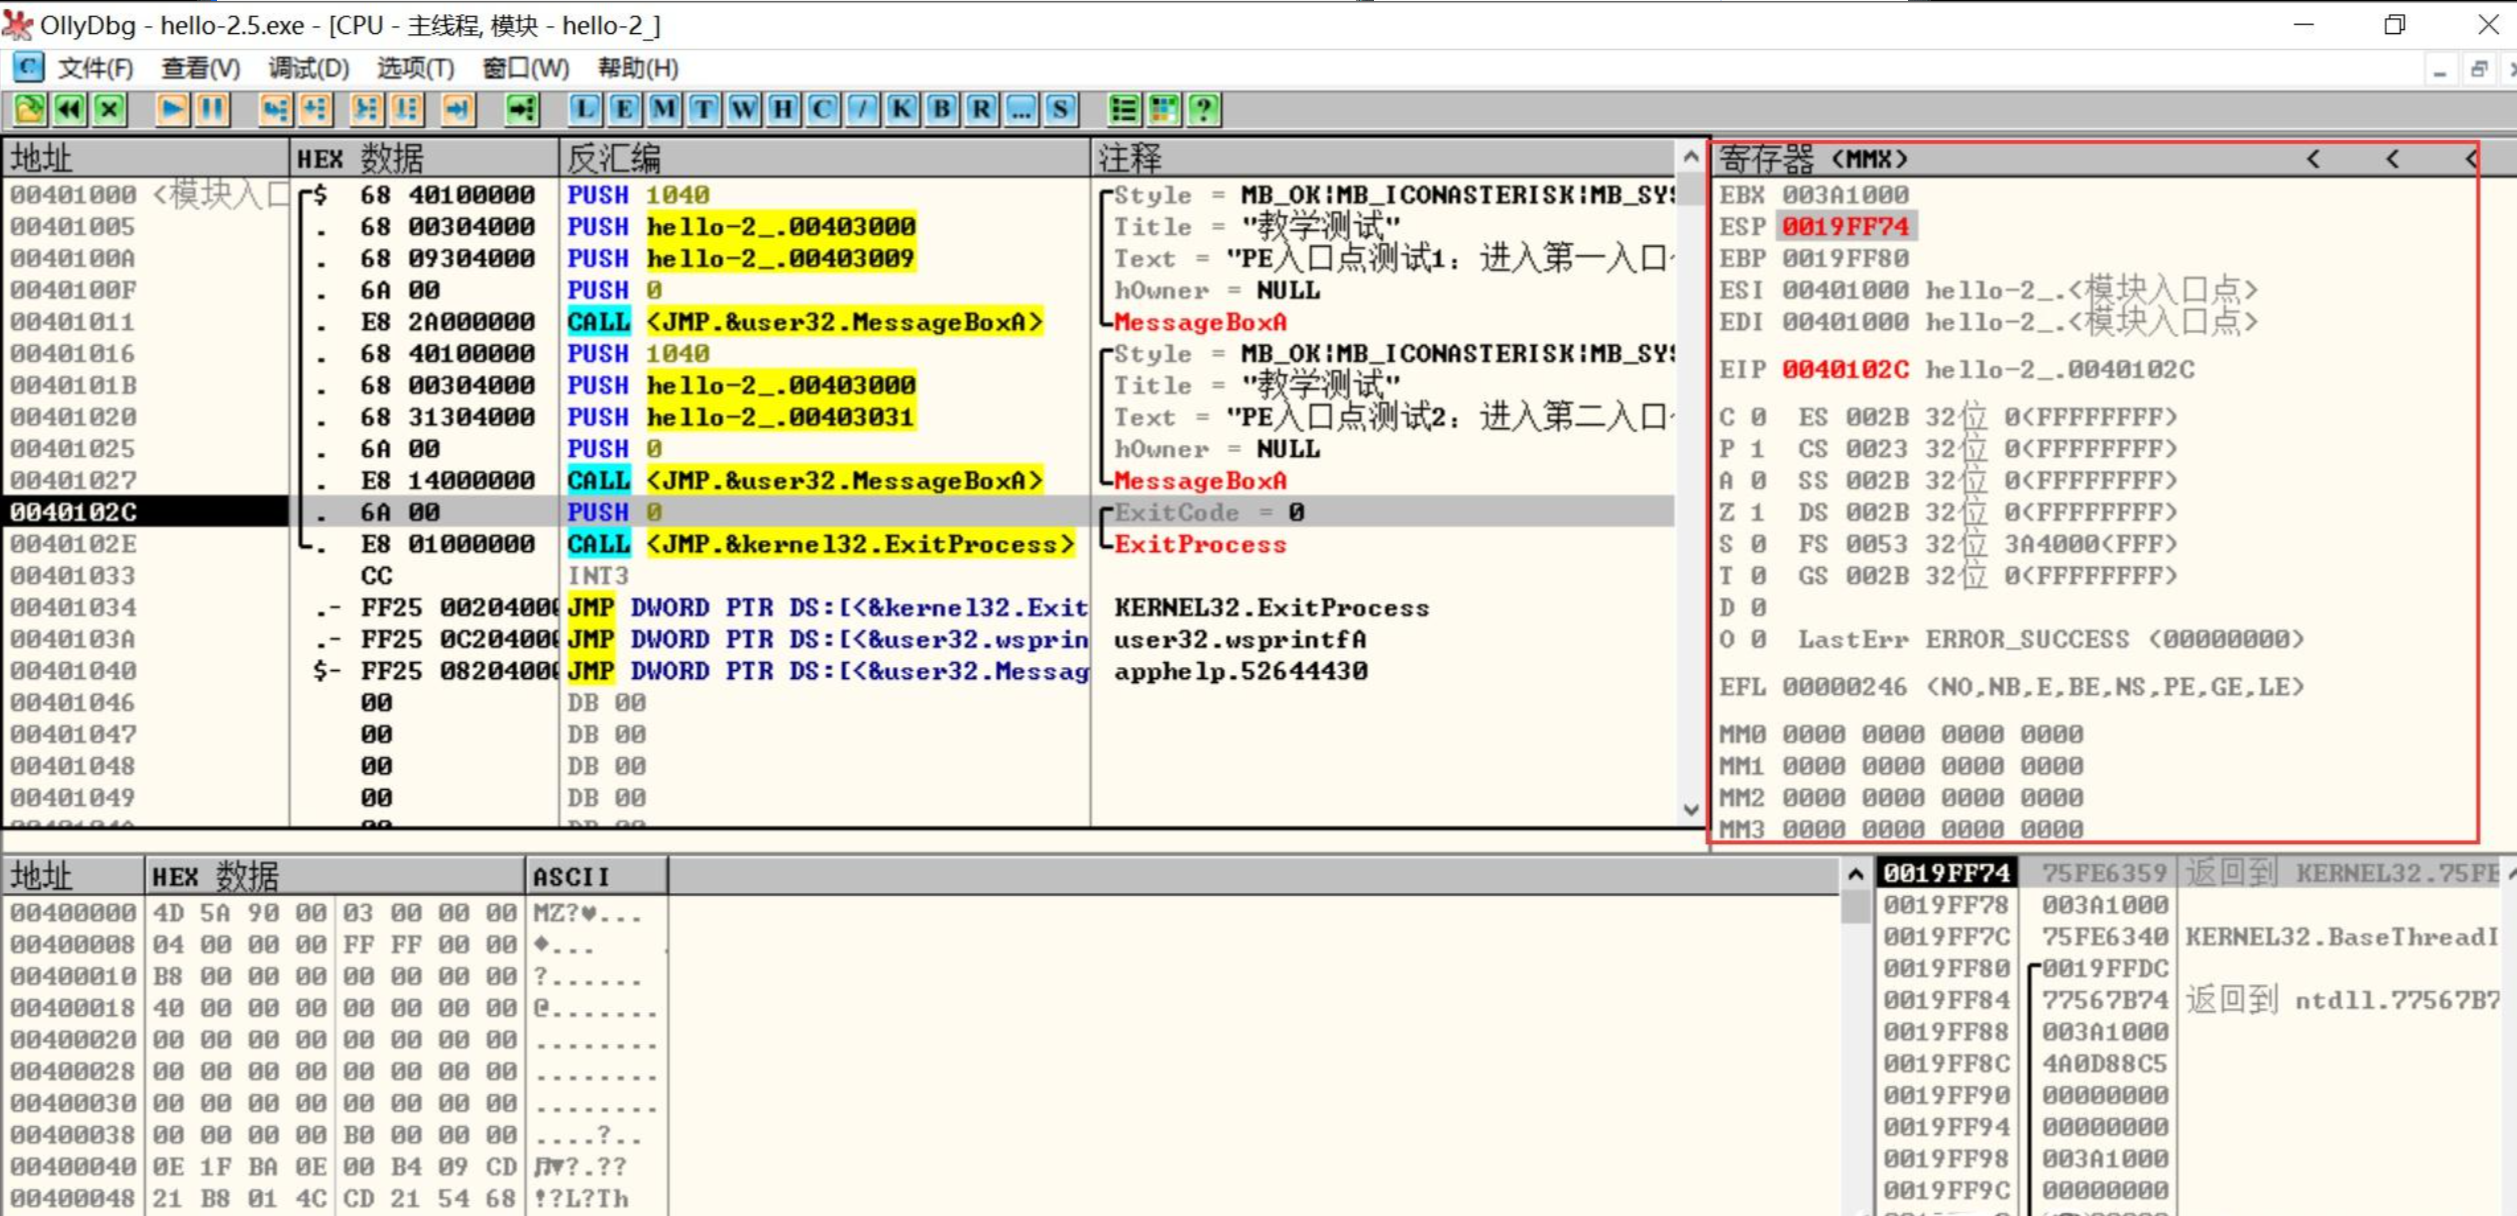 OllyDbg - hello-2.5.exe - [CPU - 主线程, 模块 - hello-2_]
C 文件(F) 查看(V) 调试(D) 选项(T) 窗口(W) 帮助(H)
L E M T W H C / K B R ... S ?
地址 HEX 数据 反汇编 注释
00401000 <模块入口 $ 68 40100000 PUSH 1040 Style = MB_OK|MB_ICONASTERISK|MB_SYS
00401005 . 68 00304000 PUSH hello-2_.00403000 Title = "教学测试"
0040100A . 68 09304000 PUSH hello-2_.00403009 Text = "PE入口点测试1：进入第一入口
0040100F . 6A 00 PUSH 0 hOwner = NULL
00401011 . E8 2A000000 CALL <JMP.&user32.MessageBoxA> MessageBoxA
00401016 . 68 40100000 PUSH 1040 Style = MB_OK|MB_ICONASTERISK|MB_SYS
0040101B . 68 00304000 PUSH hello-2_.00403000 Title = "教学测试"
00401020 . 68 31304000 PUSH hello-2_.00403031 Text = "PE入口点测试2：进入第二入口
00401025 . 6A 00 PUSH 0 hOwner = NULL
00401027 . E8 14000000 CALL <JMP.&user32.MessageBoxA> MessageBoxA
0040102C . 6A 00 PUSH 0 ExitCode = 0
0040102E . E8 01000000 CALL <JMP.&kernel32.ExitProcess> ExitProcess
00401033 CC INT3
00401034 .- FF25 00204000 JMP DWORD PTR DS:[<&kernel32.Exit KERNEL32.ExitProcess
0040103A .- FF25 0C204000 JMP DWORD PTR DS:[<&user32.wsprin user32.wsprintfA
00401040 $- FF25 08204000 JMP DWORD PTR DS:[<&user32.Messag apphelp.52644430
00401046 00 DB 00
00401047 00 DB 00
00401048 00 DB 00
00401049 00 DB 00
寄存器 (MMX) < < <
EBX 003A1000
ESP 0019FF74
EBP 0019FF80
ESI 00401000 hello-2_.<模块入口点>
EDI 00401000 hello-2_.<模块入口点>
EIP 0040102C hello-2_.0040102C
C 0 ES 002B 32位 0(FFFFFFFF)
P 1 CS 0023 32位 0(FFFFFFFF)
A 0 SS 002B 32位 0(FFFFFFFF)
Z 1 DS 002B 32位 0(FFFFFFFF)
S 0 FS 0053 32位 3A4000(FFF)
T 0 GS 002B 32位 0(FFFFFFFF)
D 0
O 0 LastErr ERROR_SUCCESS (00000000)
EFL 00000246 (NO,NB,E,BE,NS,PE,GE,LE)
MM0 0000 0000 0000 0000
MM1 0000 0000 0000 0000
MM2 0000 0000 0000 0000
MM3 0000 0000 0000 0000
地址 HEX 数据 ASCII
00400000 4D 5A 90 00 03 00 00 00 MZ?♥...
00400008 04 00 00 00 FF FF 00 00 ◆...
00400010 B8 00 00 00 00 00 00 00 ?......
00400018 40 00 00 00 00 00 00 00 @.......
00400020 00 00 00 00 00 00 00 00 ........
00400028 00 00 00 00 00 00 00 00 ........
00400030 00 00 00 00 00 00 00 00 ........
00400038 00 00 00 00 B0 00 00 00 ....?..
00400040 0E 1F BA 0E 00 B4 09 CD ♬▼?.??
00400048 21 B8 01 4C CD 21 54 68 !?L?Th
0019FF74 75FE6359 返回到 KERNEL32.75FE
0019FF78 003A1000
0019FF7C 75FE6340 KERNEL32.BaseThreadI
0019FF80 0019FFDC
0019FF84 77567B74 返回到 ntdll.77567B7
0019FF88 003A1000
0019FF8C 4A0D88C5
0019FF90 00000000
0019FF94 00000000
0019FF98 003A1000
0019FF9C 00000000